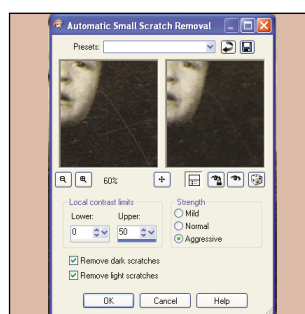 Automatic Small Scratch Removal
Presets:
60%
Local contrast limits
Lower: Upper:
0 50
Strength
Mild
Normal
Aggressive
Remove dark scratches
Remove light scratches
OK Cancel Help